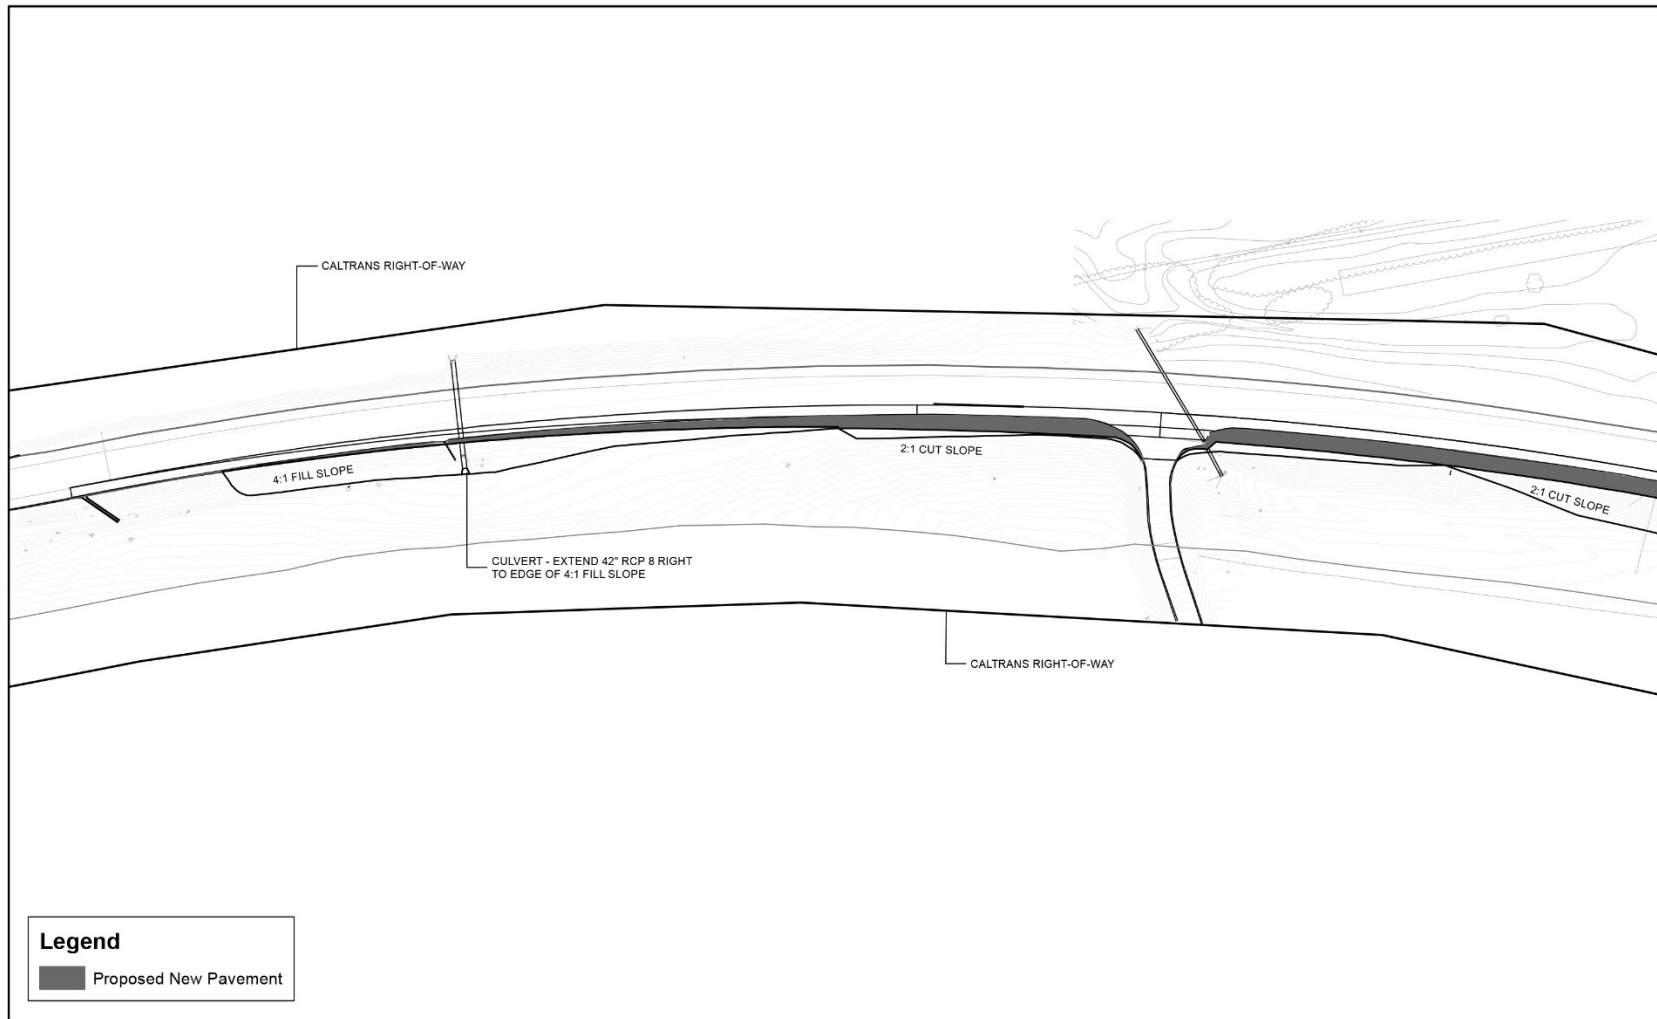 CALTRANS RIGHT-OF-WAY
2:1 CUT SLOPE
4:1 FILL SLOPE
2:1 CUT SLOPE
CULVERT - EXTEND 42" RCP 8 RIGHT
TO EDGE OF 4:1 FILL SLOPE
CALTRANS RIGHT-OF-WAY
Legend
Proposed New Pavement